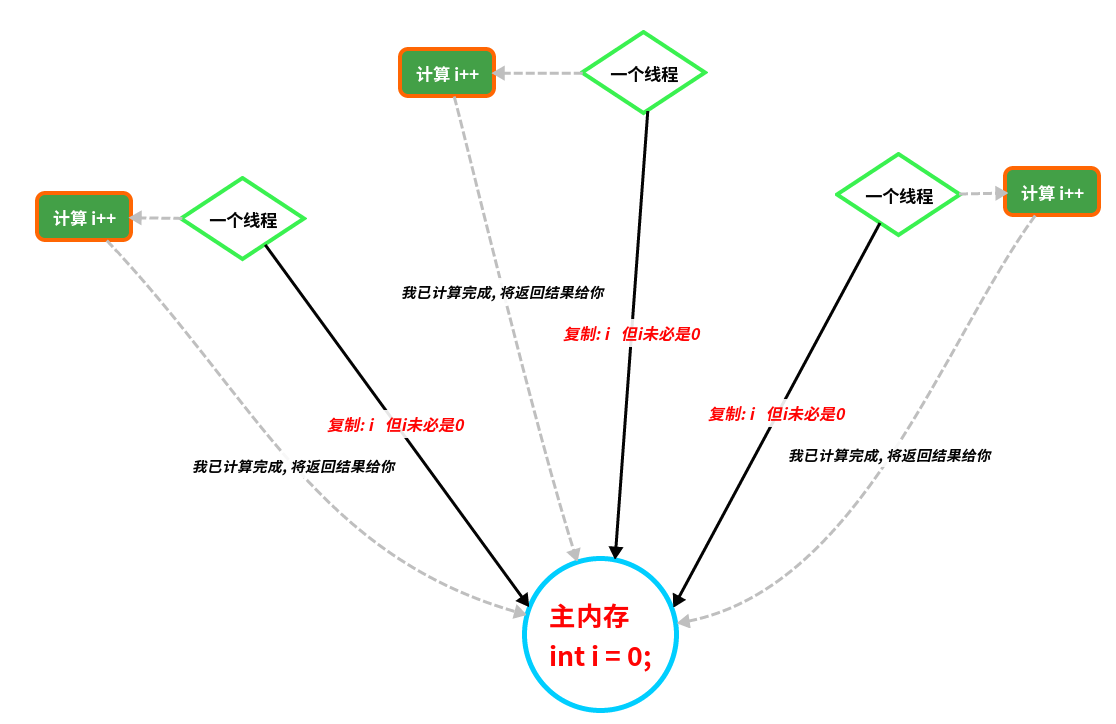 计算 i++
一个线程
计算 i++
一个线程
一个线程
计算 i++
我已计算完成, 将返回结果给你
复制: i 但i未必是0
复制: i 但i未必是0
复制: i 但i未必是0
我已计算完成, 将返回结果给你
我已计算完成, 将返回结果给你
主内存
int i = 0;